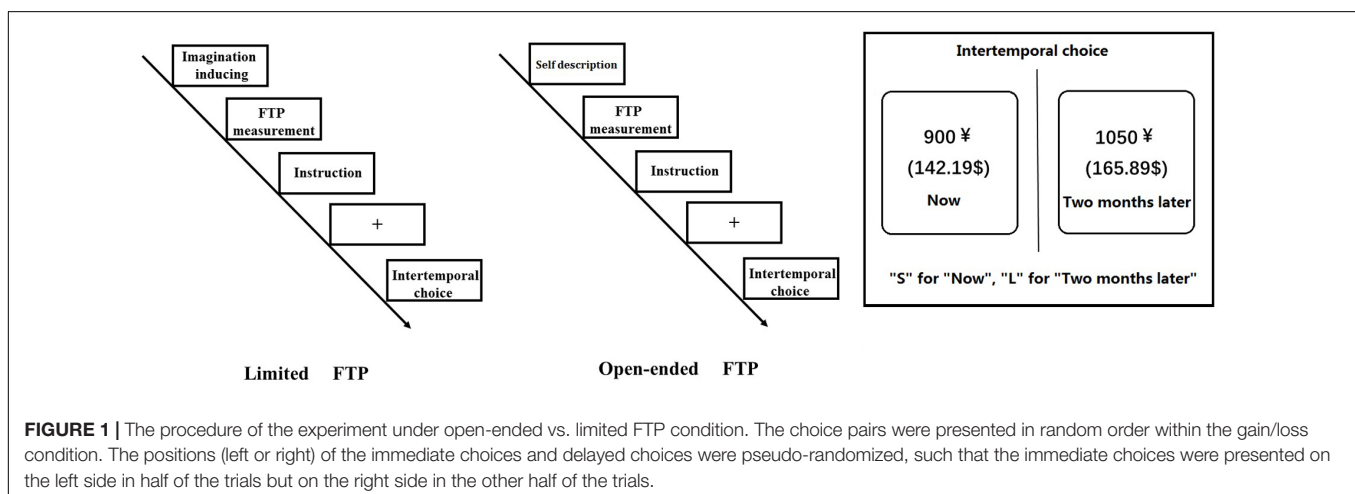 Imagination
inducing
FTP
measurement
Instruction
+
Intertemporal
choice
Limited FTP
Self description
FTP
measurement
Instruction
+
Intertemporal
choice
Open-ended FTP
Intertemporal choice
900 ¥
(142.19$)
Now
1050 ¥
(165.89$)
Two months later
"S" for "Now", "L" for "Two months later"
FIGURE 1 | The procedure of the experiment under open-ended vs. limited FTP condition. The choice pairs were presented in random order within the gain/loss
condition. The positions (left or right) of the immediate choices and delayed choices were pseudo-randomized, such that the immediate choices were presented on
the left side in half of the trials but on the right side in the other half of the trials.